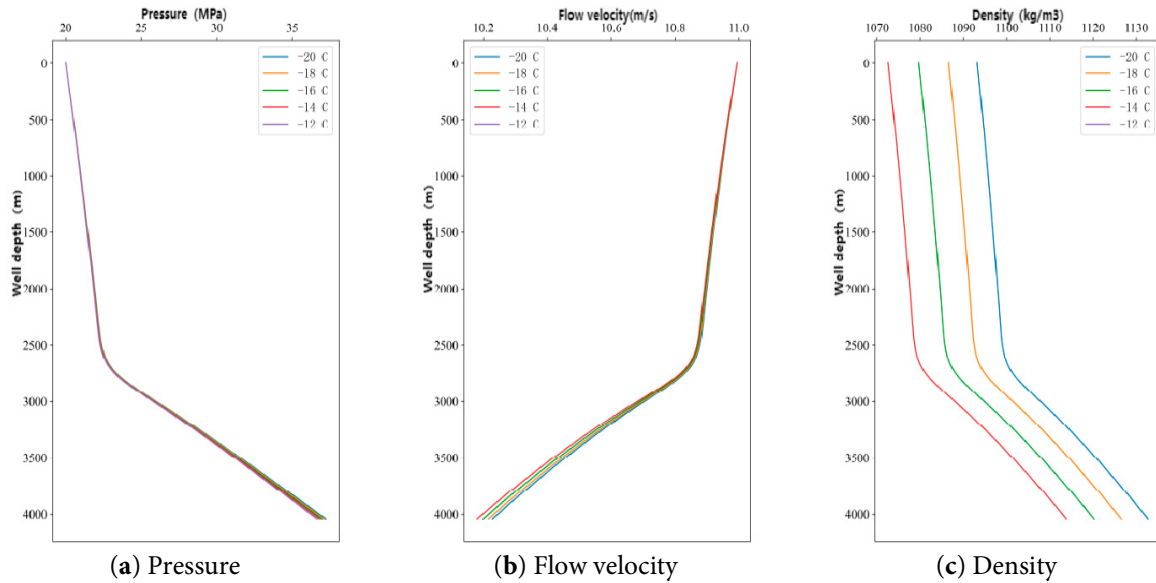 Pressure (MPa)
20 25 30 35
0
500
1000
1500
2000
2500
3000
3500
4000
Well depth (m)
-20 C
-18 C
-16 C
-14 C
-12 C
(a) Pressure
Flow velocity(m/s)
10.2 10.4 10.6 10.8 11.0
0
500
1000
1500
2000
2500
3000
3500
4000
Well depth (m)
-20 C
-18 C
-16 C
-14 C
-12 C
(b) Flow velocity
Density (kg/m3)
1070 1080 1090 1100 1110 1120 1130
0
500
1000
1500
2000
2500
3000
3500
4000
Well depth (m)
-20 C
-18 C
-16 C
-14 C
-12 C
(c) Density